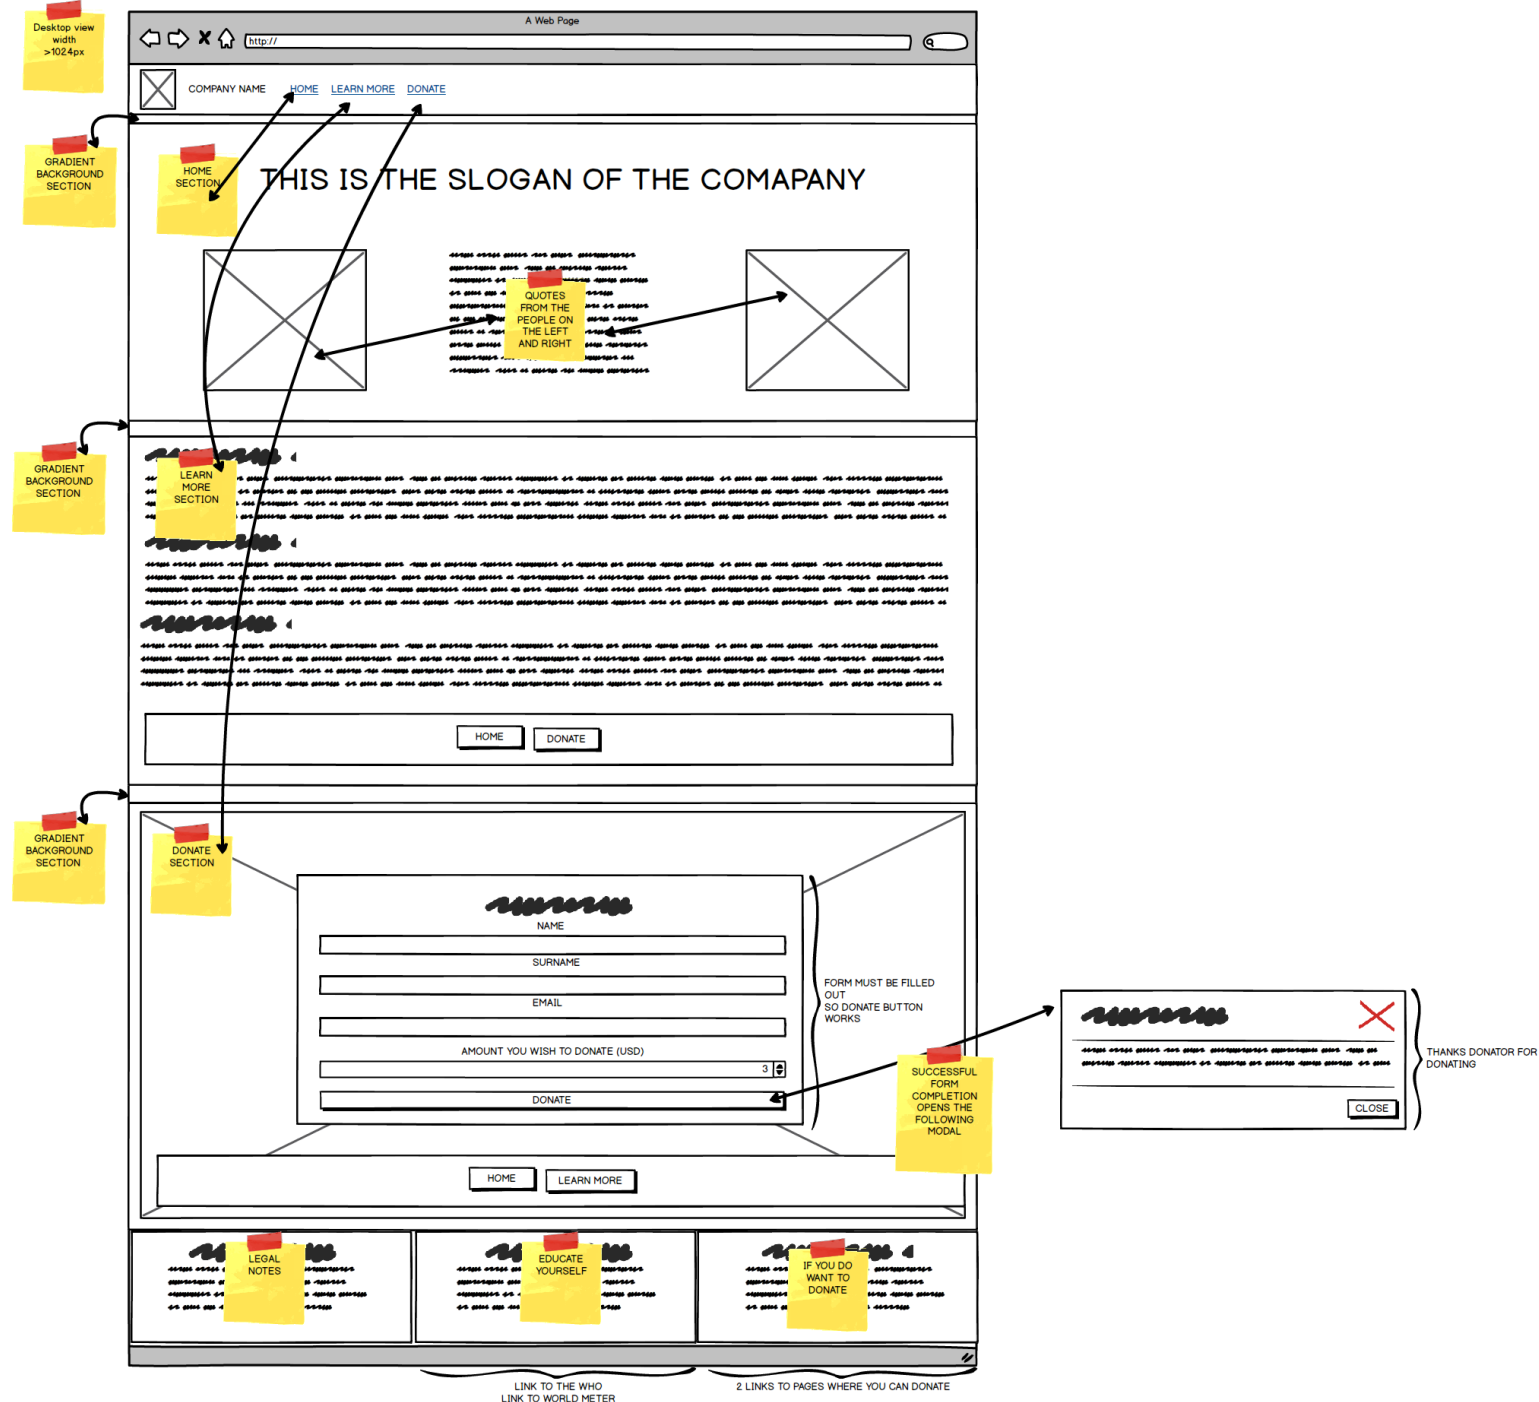 Desktop view
width
>1024px
A Web Page
http://
COMPANY NAME HOME LEARN MORE DONATE
GRADIENT
BACKGROUND
SECTION
HOME
SECTION
THIS IS THE SLOGAN OF THE COMAPANY
QUOTES
FROM THE
PEOPLE ON
THE LEFT
AND RIGHT
GRADIENT
BACKGROUND
SECTION
LEARN
MORE
SECTION
HOME DONATE
GRADIENT
BACKGROUND
SECTION
DONATE
SECTION
NAME
SURNAME
EMAIL
AMOUNT YOU WISH TO DONATE (USD)
3
DONATE
FORM MUST BE FILLED
OUT
SO DONATE BUTTON
WORKS
SUCCESSFUL
FORM
COMPLETION
OPENS THE
FOLLOWING
MODAL
CLOSE
THANKS DONATOR FOR
DONATING
HOME LEARN MORE
LEGAL
NOTES
EDUCATE
YOURSELF
IF YOU DO
WANT TO
DONATE
LINK TO THE WHO
LINK TO WORLD METER
2 LINKS TO PAGES WHERE YOU CAN DONATE